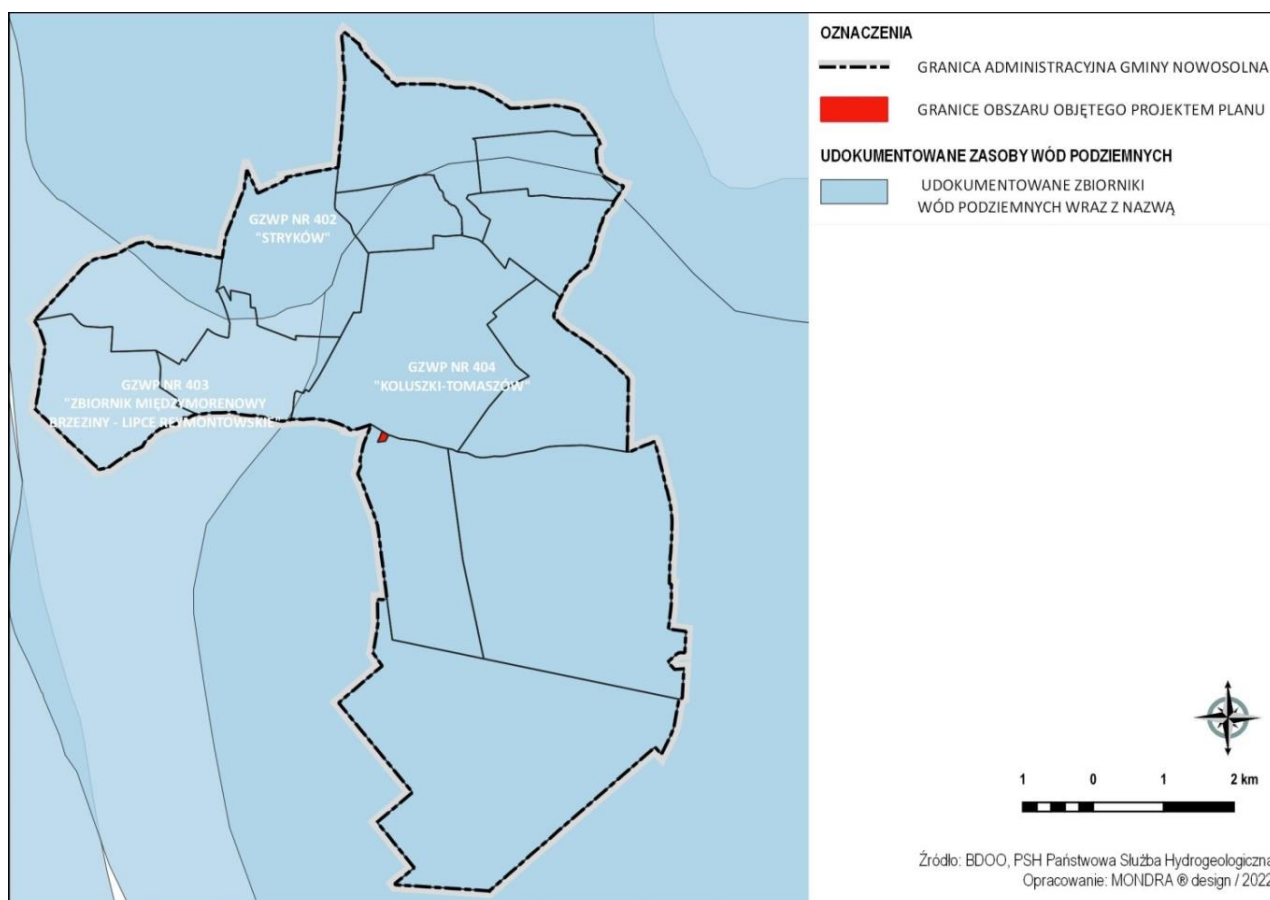 OZNACZENIA
GRANICA ADMINISTRACYJNA GMINY NOWOSOLNA
GRANICE OBSZARU OBJĘTEGO PROJEKTEM PLANU
UDOKUMENTOWANE ZASOBY WÓD PODZIEMNYCH
UDOKUMENTOWANE ZBIORNIKI
WÓD PODZIEMNYCH WRAZ Z NAZWĄ
GZWP NR 402
"STRYKÓW"
GZWP NR 404
"KOLUSZKI-TOMASZÓW"
GZWP NR 403
"ZBIORNIK MIĘDZYMORENOWY
BRZEZINY - LIPCE REYMONTOWSKIE"
1 0 1 2 km
Źródło: BDOO, PSH Państwowa Służba Hydrogeologiczna
Opracowanie: MONDRA ® design / 2022